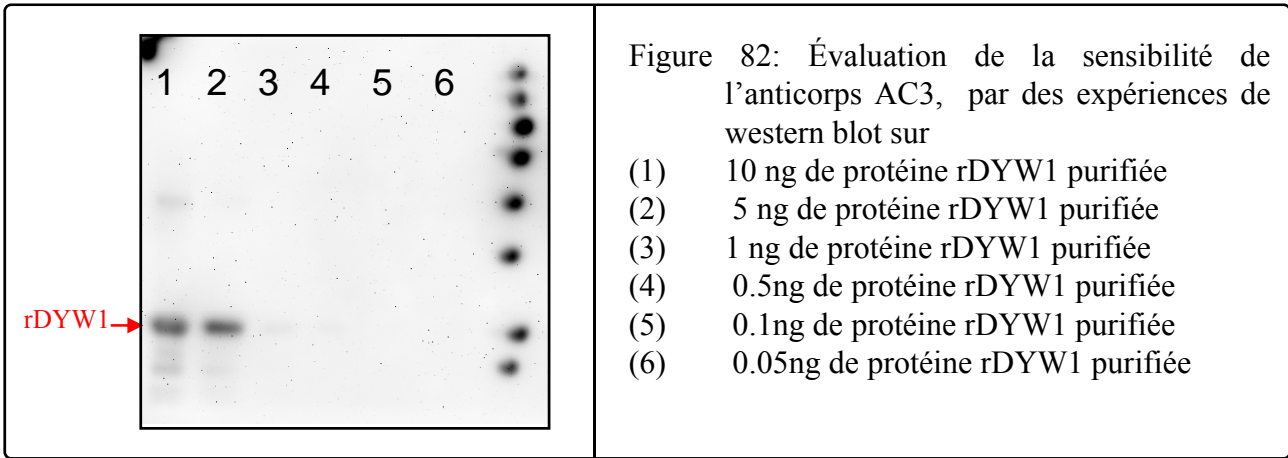 1 2 3 4 5 6
rDYW1
Figure 82: Évaluation de la sensibilité de
l'anticorps AC3, par des expériences de
western blot sur
(1) 10 ng de protéine rDYW1 purifiée
(2) 5 ng de protéine rDYW1 purifiée
(3) 1 ng de protéine rDYW1 purifiée
(4) 0.5ng de protéine rDYW1 purifiée
(5) 0.1ng de protéine rDYW1 purifiée
(6) 0.05ng de protéine rDYW1 purifiée